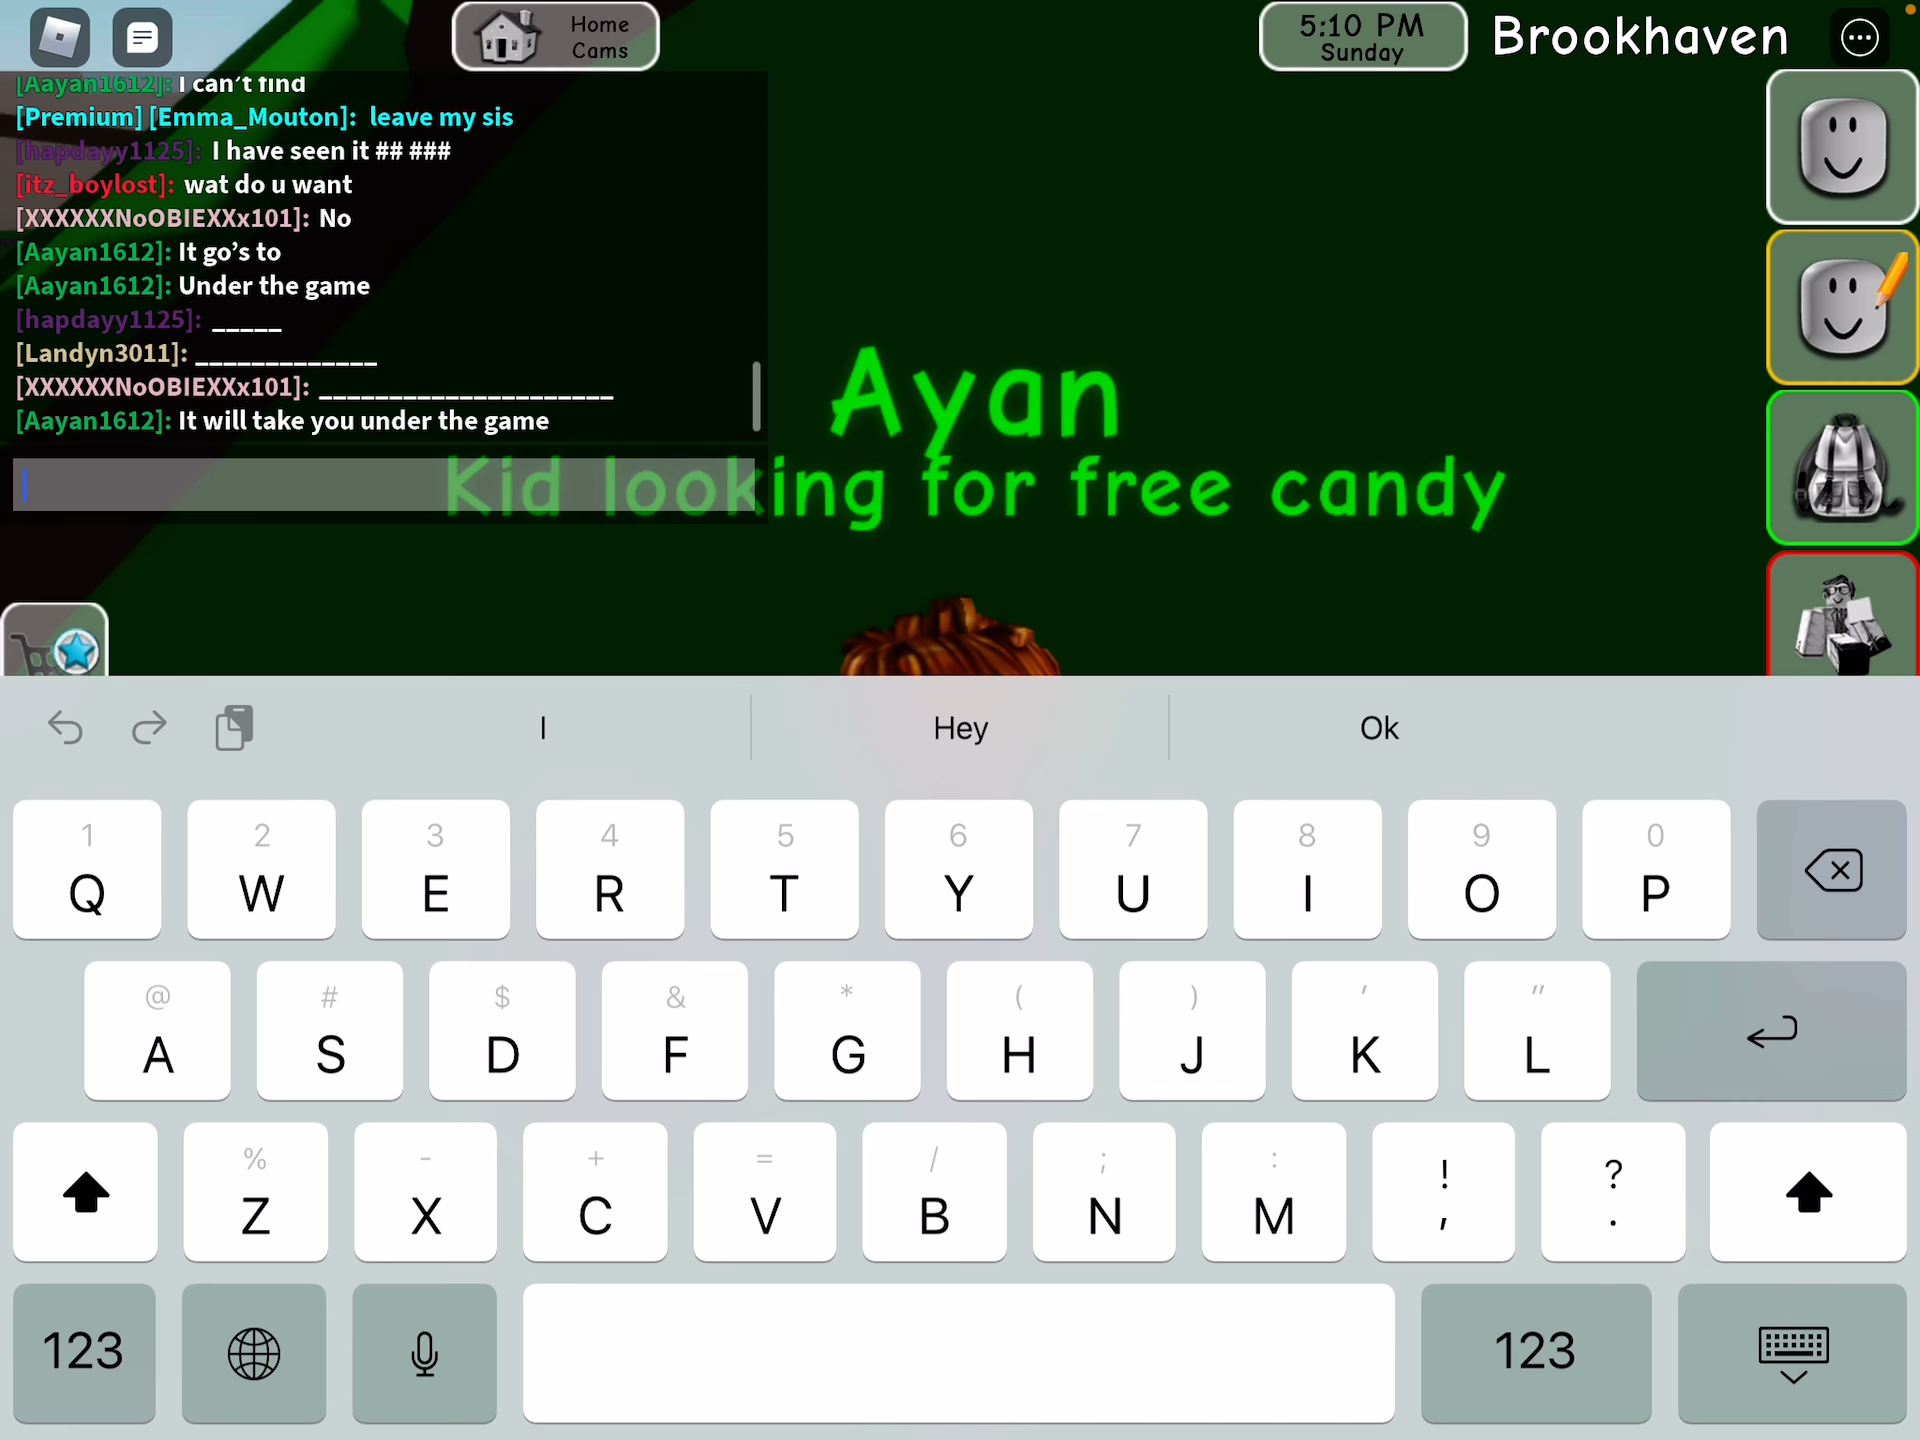 Home
Cams
5:10 PM
Sunday
Brookhaven
[Aayan1612]: I can't find
[Premium] [Emma_Mouton]: leave my sis
[hapdayy1125]: I have seen it ## ###
[itz_boylost]: wat do u want
[XXXXXXNoOBIEXXx101]: No
[Aayan1612]: It go's to
[Aayan1612]: Under the game
[hapdayy1125]: _____
[Landyn3011]: _____________
[XXXXXXNoOBIEXXx101]: _____________________
[Aayan1612]: It will take you under the game
Ayan
Kid looking for free candy
I Hey Ok
1 2 3 4 5 6 7 8 9 0
Q W E R T Y U I O P
@ # $ & * ( ) ' "
A S D F G H J K L
% - + = / ; : ! ?
Z X C V B N M , .
123 123